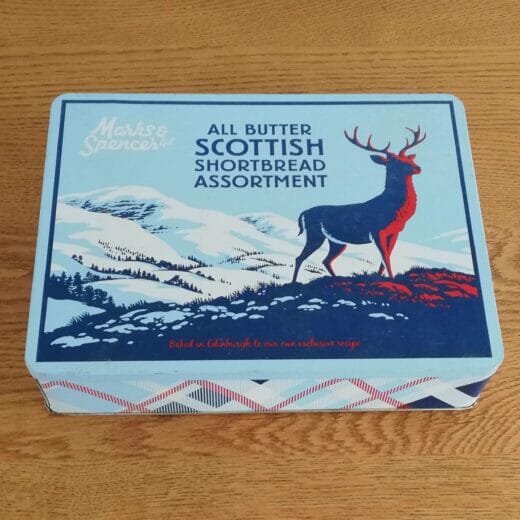 Marks &
Spencer Ltd
ALL BUTTER
SCOTTISH
SHORTBREAD
ASSORTMENT
Baked in Edinburgh to our own exclusive recipe